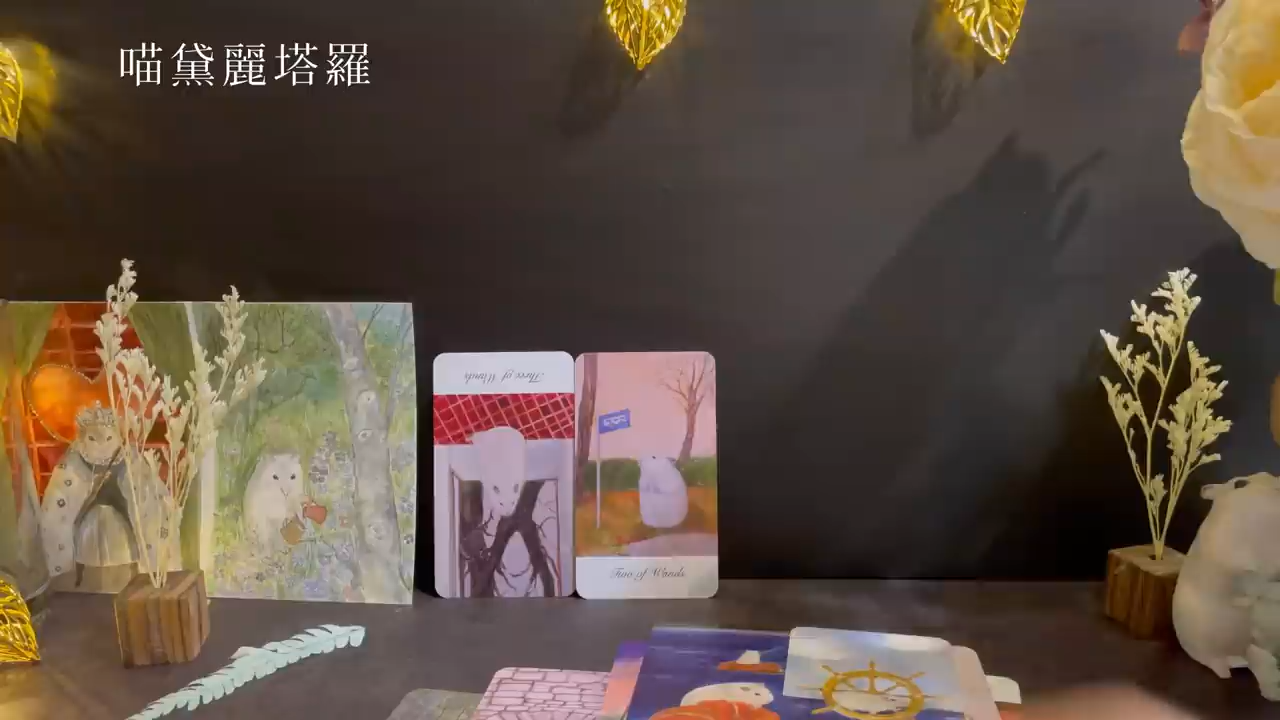 喵黛麗塔羅
Three of Wands
Two of Wands